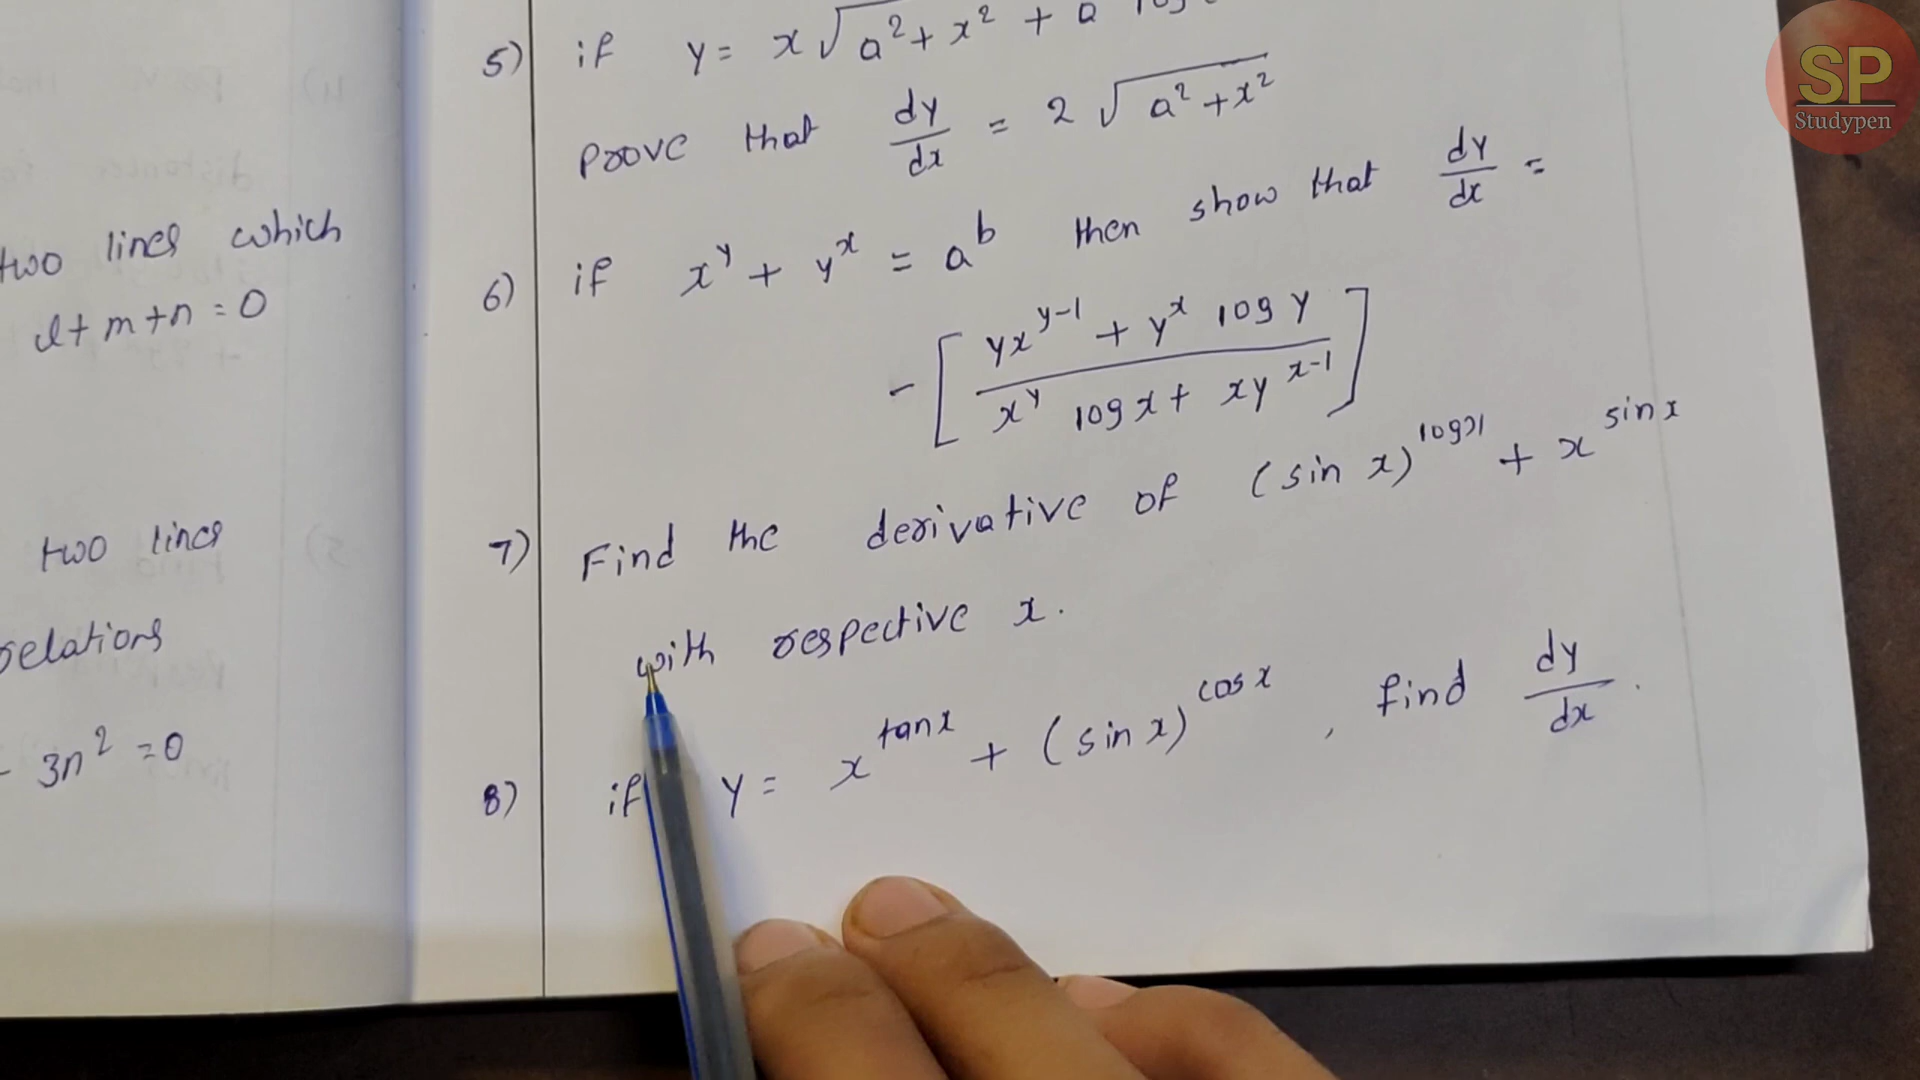 two lines which
l+m+n=0
two lines
relations
- 3n² = 0
5) if y = x√a²+x² + a
Prove that dy/dx = 2√a²+x²
6) if x^y + y^x = a^b then show that dy/dx =
-[yx^(y-1) + y^x log y / x^y log x + xy^(x-1)]
7) Find the derivative of (sin x)^(log x) + x^(sin x)
with respective x.
8) if y = x^(tan x) + (sin x)^(cos x), find dy/dx.
SP
Studypen